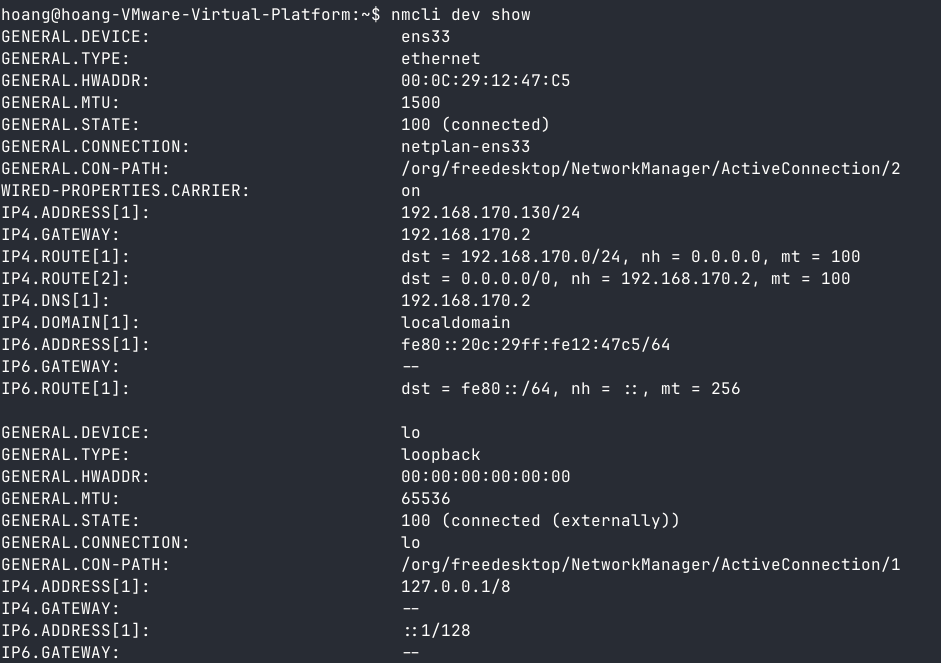 hoang@hoang-VMware-Virtual-Platform:~$ nmcli dev show
GENERAL.DEVICE: ens33
GENERAL.TYPE: ethernet
GENERAL.HWADDR: 00:0C:29:12:47:C5
GENERAL.MTU: 1500
GENERAL.STATE: 100 (connected)
GENERAL.CONNECTION: netplan-ens33
GENERAL.CON-PATH: /org/freedesktop/NetworkManager/ActiveConnection/2
WIRED-PROPERTIES.CARRIER: on
IP4.ADDRESS[1]: 192.168.170.130/24
IP4.GATEWAY: 192.168.170.2
IP4.ROUTE[1]: dst = 192.168.170.0/24, nh = 0.0.0.0, mt = 100
IP4.ROUTE[2]: dst = 0.0.0.0/0, nh = 192.168.170.2, mt = 100
IP4.DNS[1]: 192.168.170.2
IP4.DOMAIN[1]: localdomain
IP6.ADDRESS[1]: fe80::20c:29ff:fe12:47c5/64
IP6.GATEWAY: --
IP6.ROUTE[1]: dst = fe80::/64, nh = ::, mt = 256

GENERAL.DEVICE: lo
GENERAL.TYPE: loopback
GENERAL.HWADDR: 00:00:00:00:00:00
GENERAL.MTU: 65536
GENERAL.STATE: 100 (connected (externally))
GENERAL.CONNECTION: lo
GENERAL.CON-PATH: /org/freedesktop/NetworkManager/ActiveConnection/1
IP4.ADDRESS[1]: 127.0.0.1/8
IP4.GATEWAY: --
IP6.ADDRESS[1]: ::1/128
IP6.GATEWAY: --